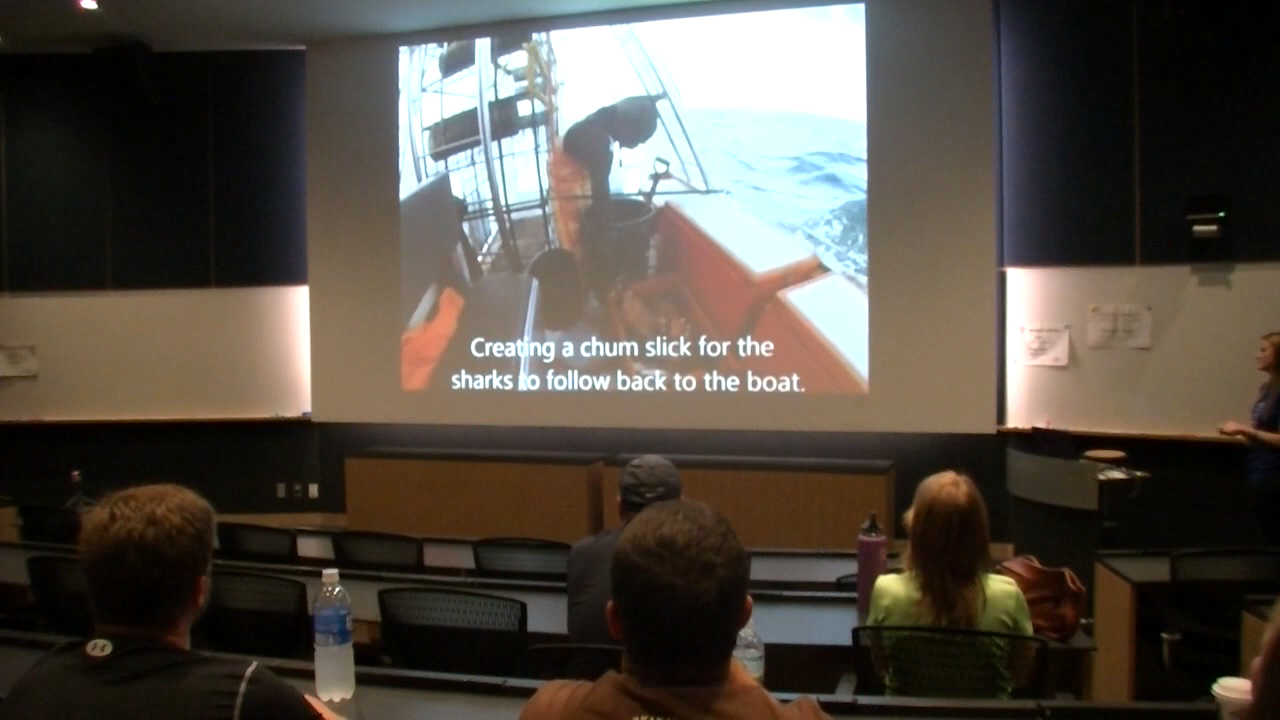 Creating a chum slick for the
sharks to follow back to the boat.